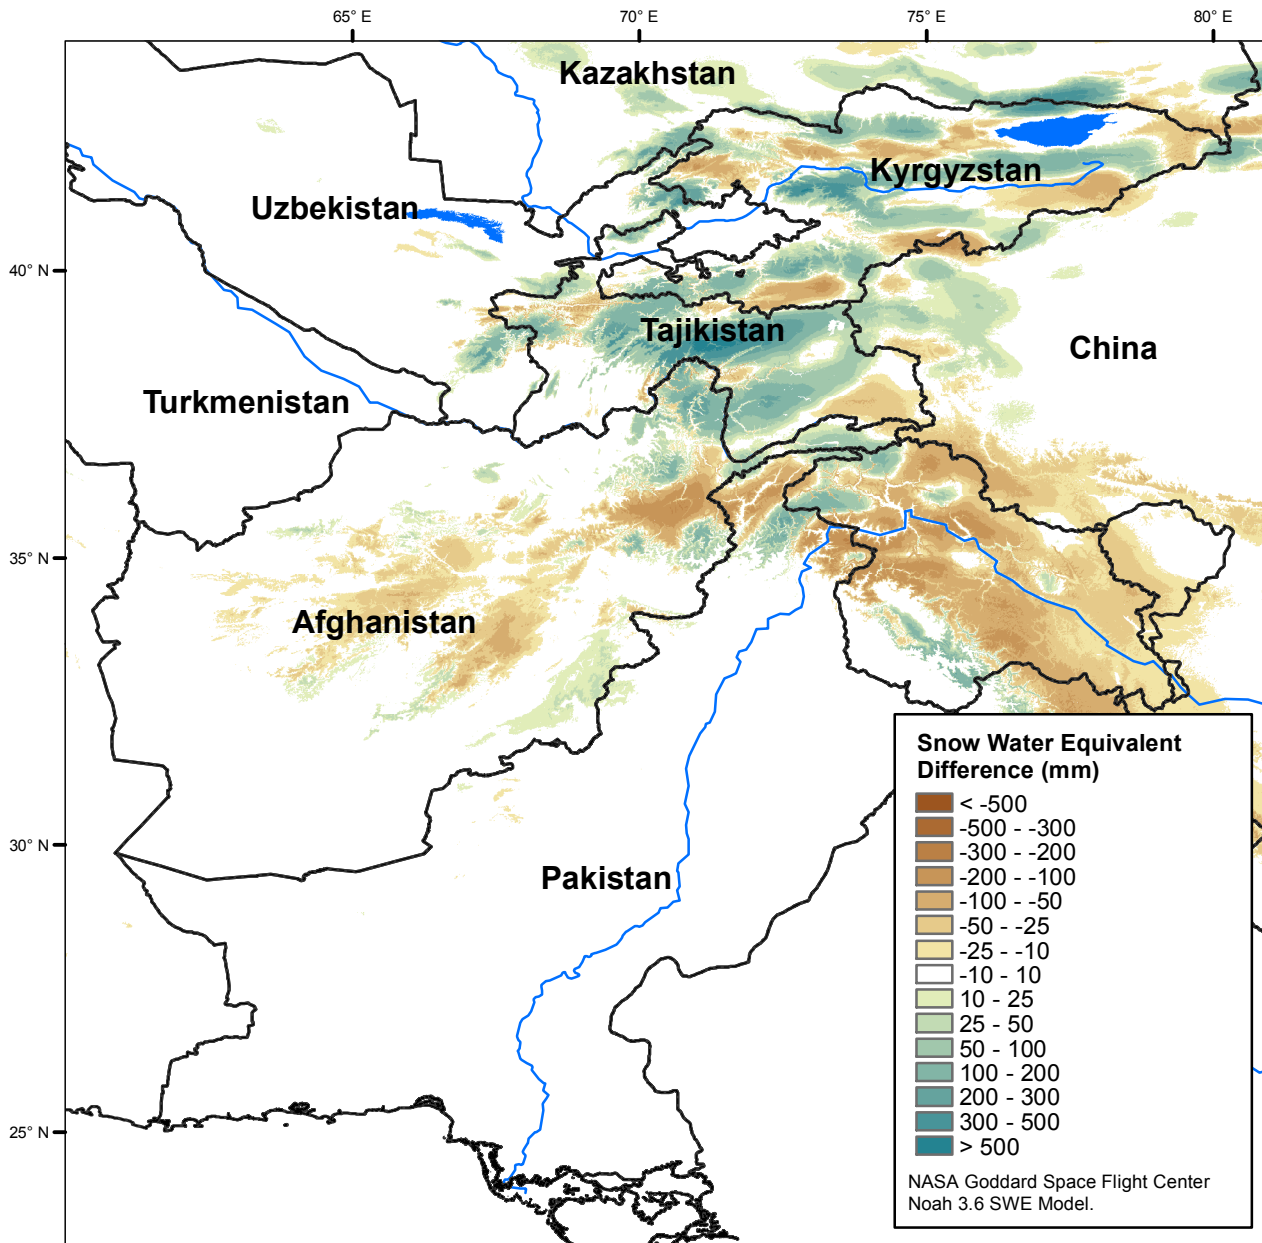 65° E
70° E
75° E
80° E
Kazakhstan
Kyrgyzstan
Uzbekistan
40° N
Tajikistan
China
Turkmenistan
35° N
Afghanistan
Snow Water Equivalent
Difference (mm)
< -500
-500 - -300
-300 - -200
-200 - -100
-100 - -50
-50 - -25
-25 - -10
-10 - 10
10 - 25
25 - 50
50 - 100
100 - 200
200 - 300
300 - 500
> 500
NASA Goddard Space Flight Center
Noah 3.6 SWE Model.
30° N
Pakistan
25° N